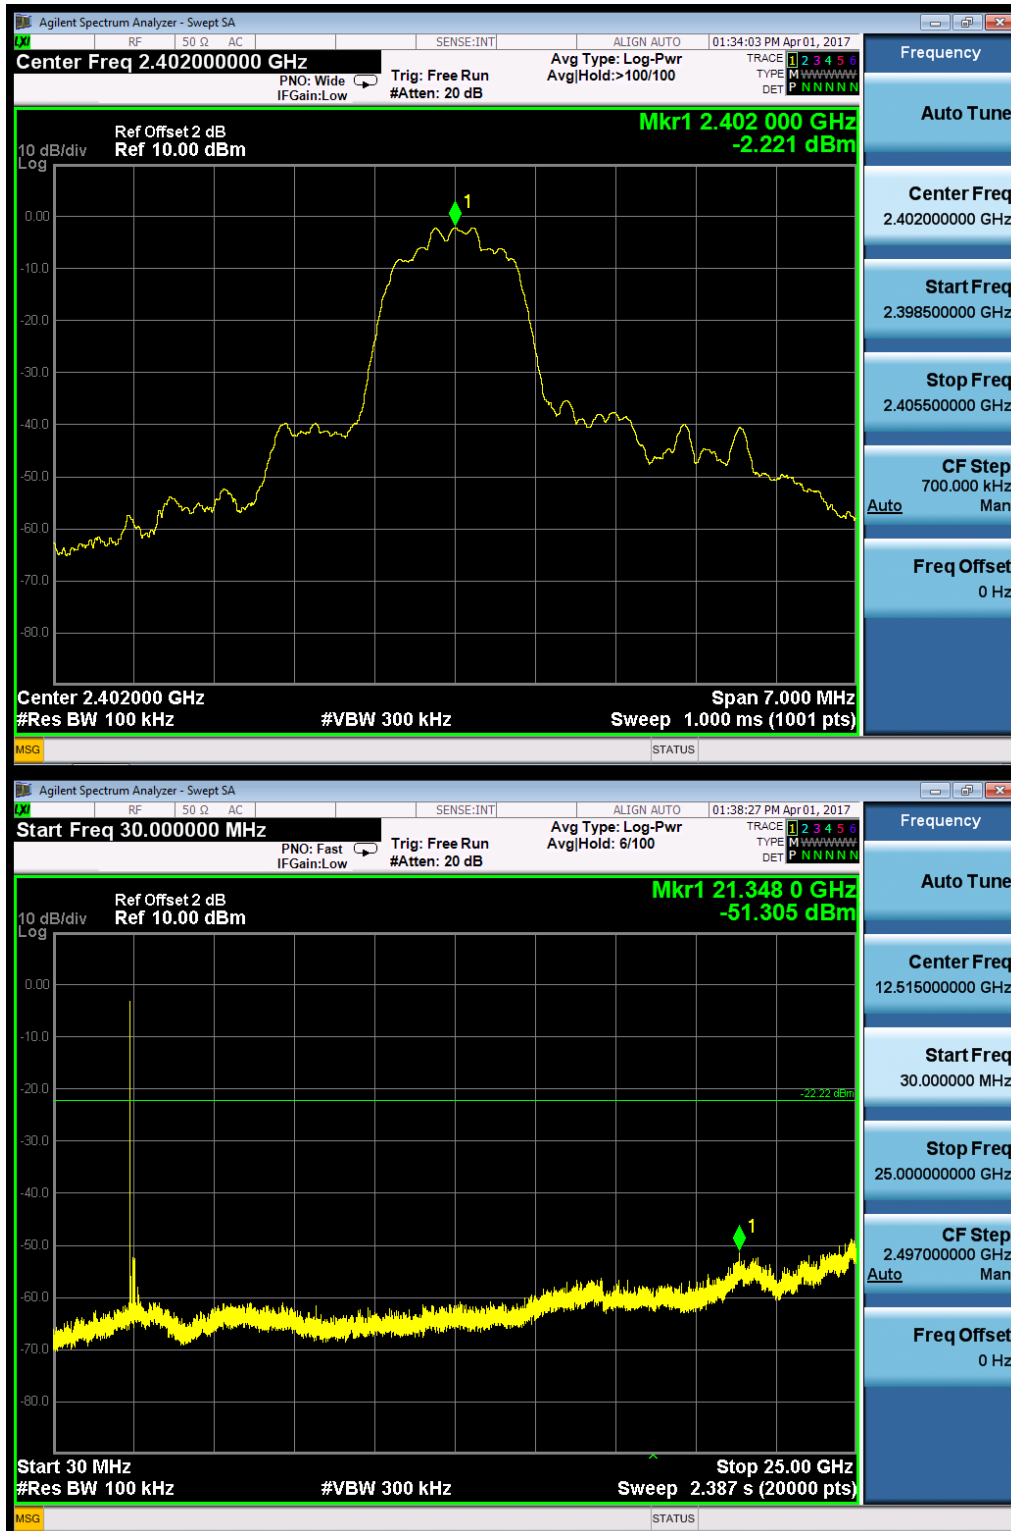 Agilent Spectrum Analyzer - Swept SA
LXI RF 50 Ω AC SENSE:INT ALIGN AUTO 01:34:03 PM Apr 01, 2017
Center Freq 2.402000000 GHz
PNO: Wide
IFGain:Low
Trig: Free Run
#Atten: 20 dB
Avg Type: Log-Pwr
Avg|Hold:>100/100
TRACE 1 2 3 4 5 6
TYPE M WWWWW
DET P N N N N N
Frequency
Mkr1 2.402 000 GHz
-2.221 dBm
Ref Offset 2 dB
10 dB/div Ref 10.00 dBm
Log
1
0.00
-10.0
-20.0
-30.0
-40.0
-50.0
-60.0
-70.0
-80.0
Center 2.402000 GHz Span 7.000 MHz
#Res BW 100 kHz #VBW 300 kHz Sweep 1.000 ms (1001 pts)
MSG STATUS
Auto Tune
Center Freq
2.402000000 GHz
Start Freq
2.398500000 GHz
Stop Freq
2.405500000 GHz
CF Step
700.000 kHz
Auto Man
Freq Offset
0 Hz
Agilent Spectrum Analyzer - Swept SA
LXI RF 50 Ω AC SENSE:INT ALIGN AUTO 01:38:27 PM Apr 01, 2017
Start Freq 30.000000 MHz
PNO: Fast
IFGain:Low
Trig: Free Run
#Atten: 20 dB
Avg Type: Log-Pwr
Avg|Hold: 6/100
TRACE 1 2 3 4 5 6
TYPE M WWWWW
DET P N N N N N
Frequency
Mkr1 21.348 0 GHz
-51.305 dBm
Ref Offset 2 dB
10 dB/div Ref 10.00 dBm
Log
0.00
-10.0
-20.0
-22.22 dBm
-30.0
-40.0
1
-50.0
-60.0
-70.0
-80.0
Start 30 MHz Stop 25.00 GHz
#Res BW 100 kHz #VBW 300 kHz Sweep 2.387 s (20000 pts)
MSG STATUS
Auto Tune
Center Freq
12.515000000 GHz
Start Freq
30.000000 MHz
Stop Freq
25.000000000 GHz
CF Step
2.497000000 GHz
Auto Man
Freq Offset
0 Hz